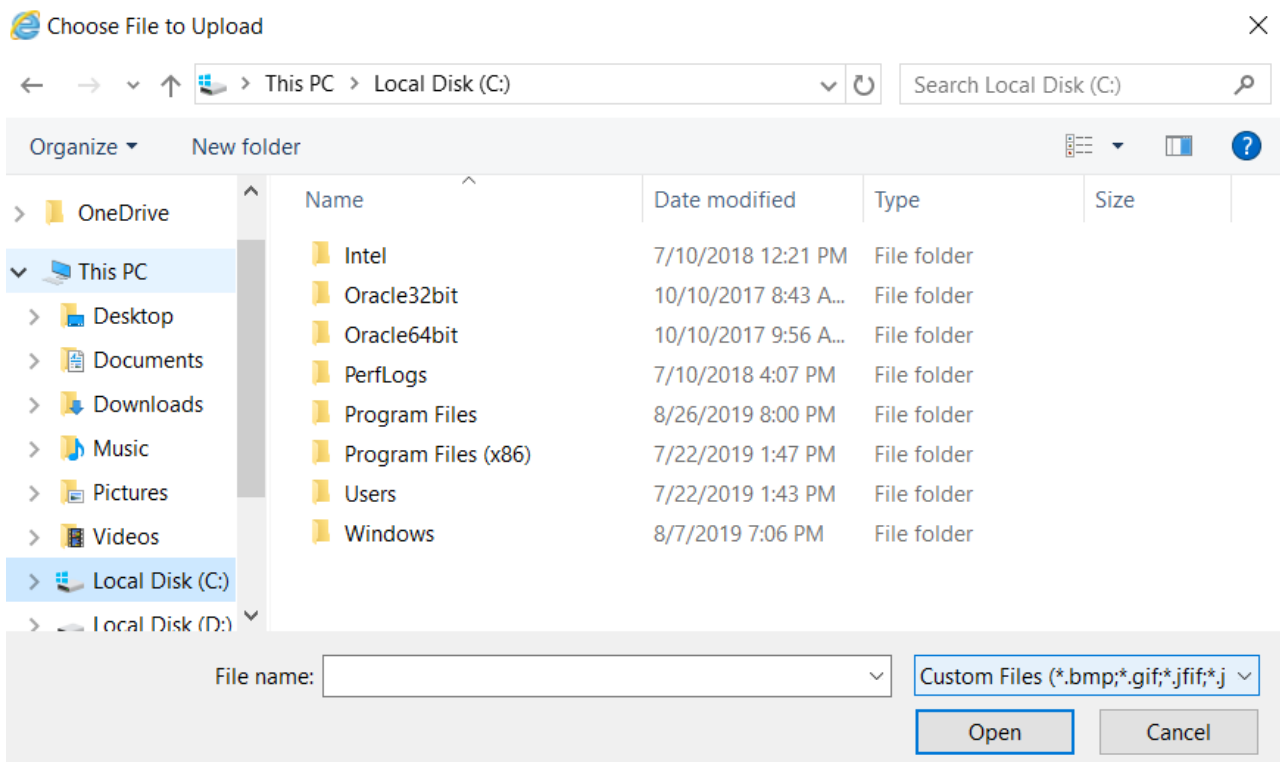 Choose File to Upload
This PC > Local Disk (C:)
Search Local Disk (C:)
Organize
New folder
?
OneDrive
This PC
Desktop
Documents
Downloads
Music
Pictures
Videos
Local Disk (C:)
Local Disk (D:)
Name Date modified Type Size
Intel 7/10/2018 12:21 PM File folder
Oracle32bit 10/10/2017 8:43 A... File folder
Oracle64bit 10/10/2017 9:56 A... File folder
PerfLogs 7/10/2018 4:07 PM File folder
Program Files 8/26/2019 8:00 PM File folder
Program Files (x86) 7/22/2019 1:47 PM File folder
Users 7/22/2019 1:43 PM File folder
Windows 8/7/2019 7:06 PM File folder
File name:
Custom Files (*.bmp;*.gif;*.jfif;*.j
Open Cancel